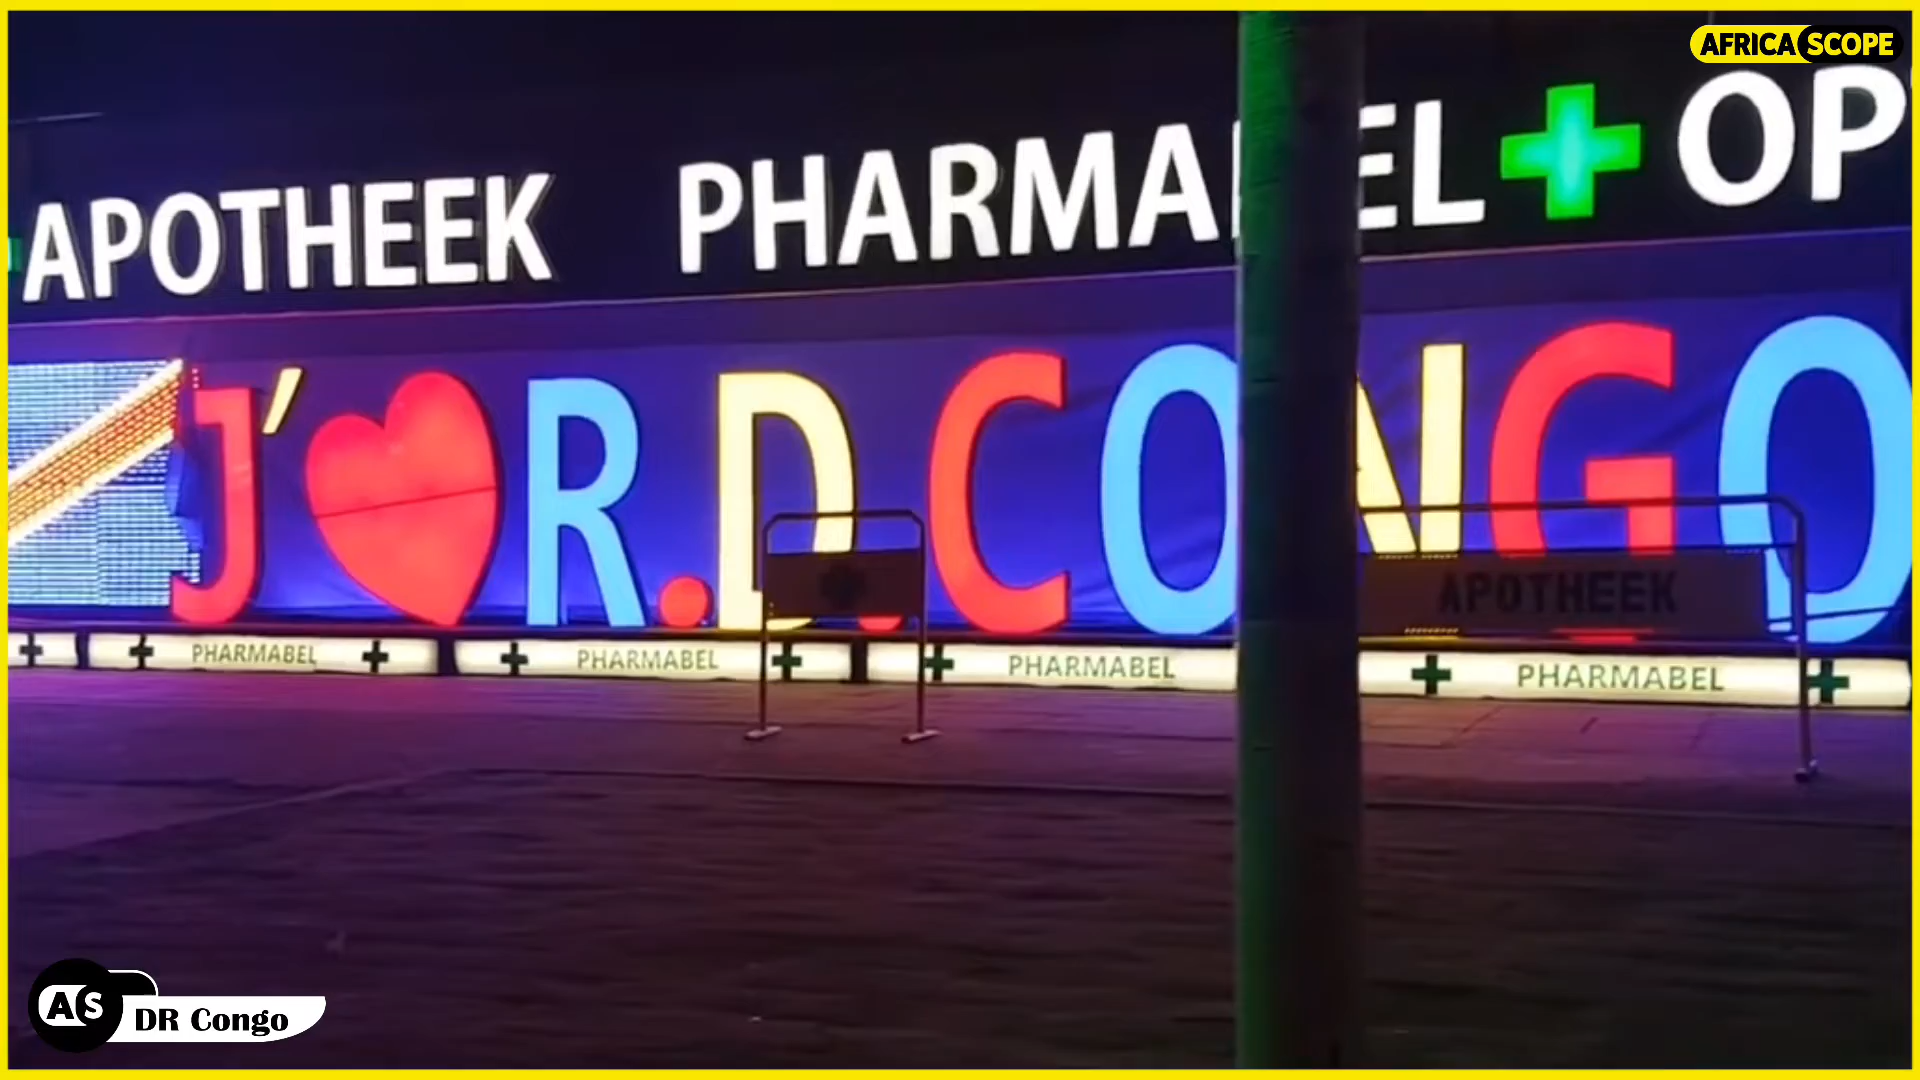 AFRICA SCOPE
APOTHEEK PHARMA EL + OP
J'❤R.D.CONGO
APOTHEEK
PHARMABEL PHARMABEL PHARMABEL PHARMABEL
AS DR Congo